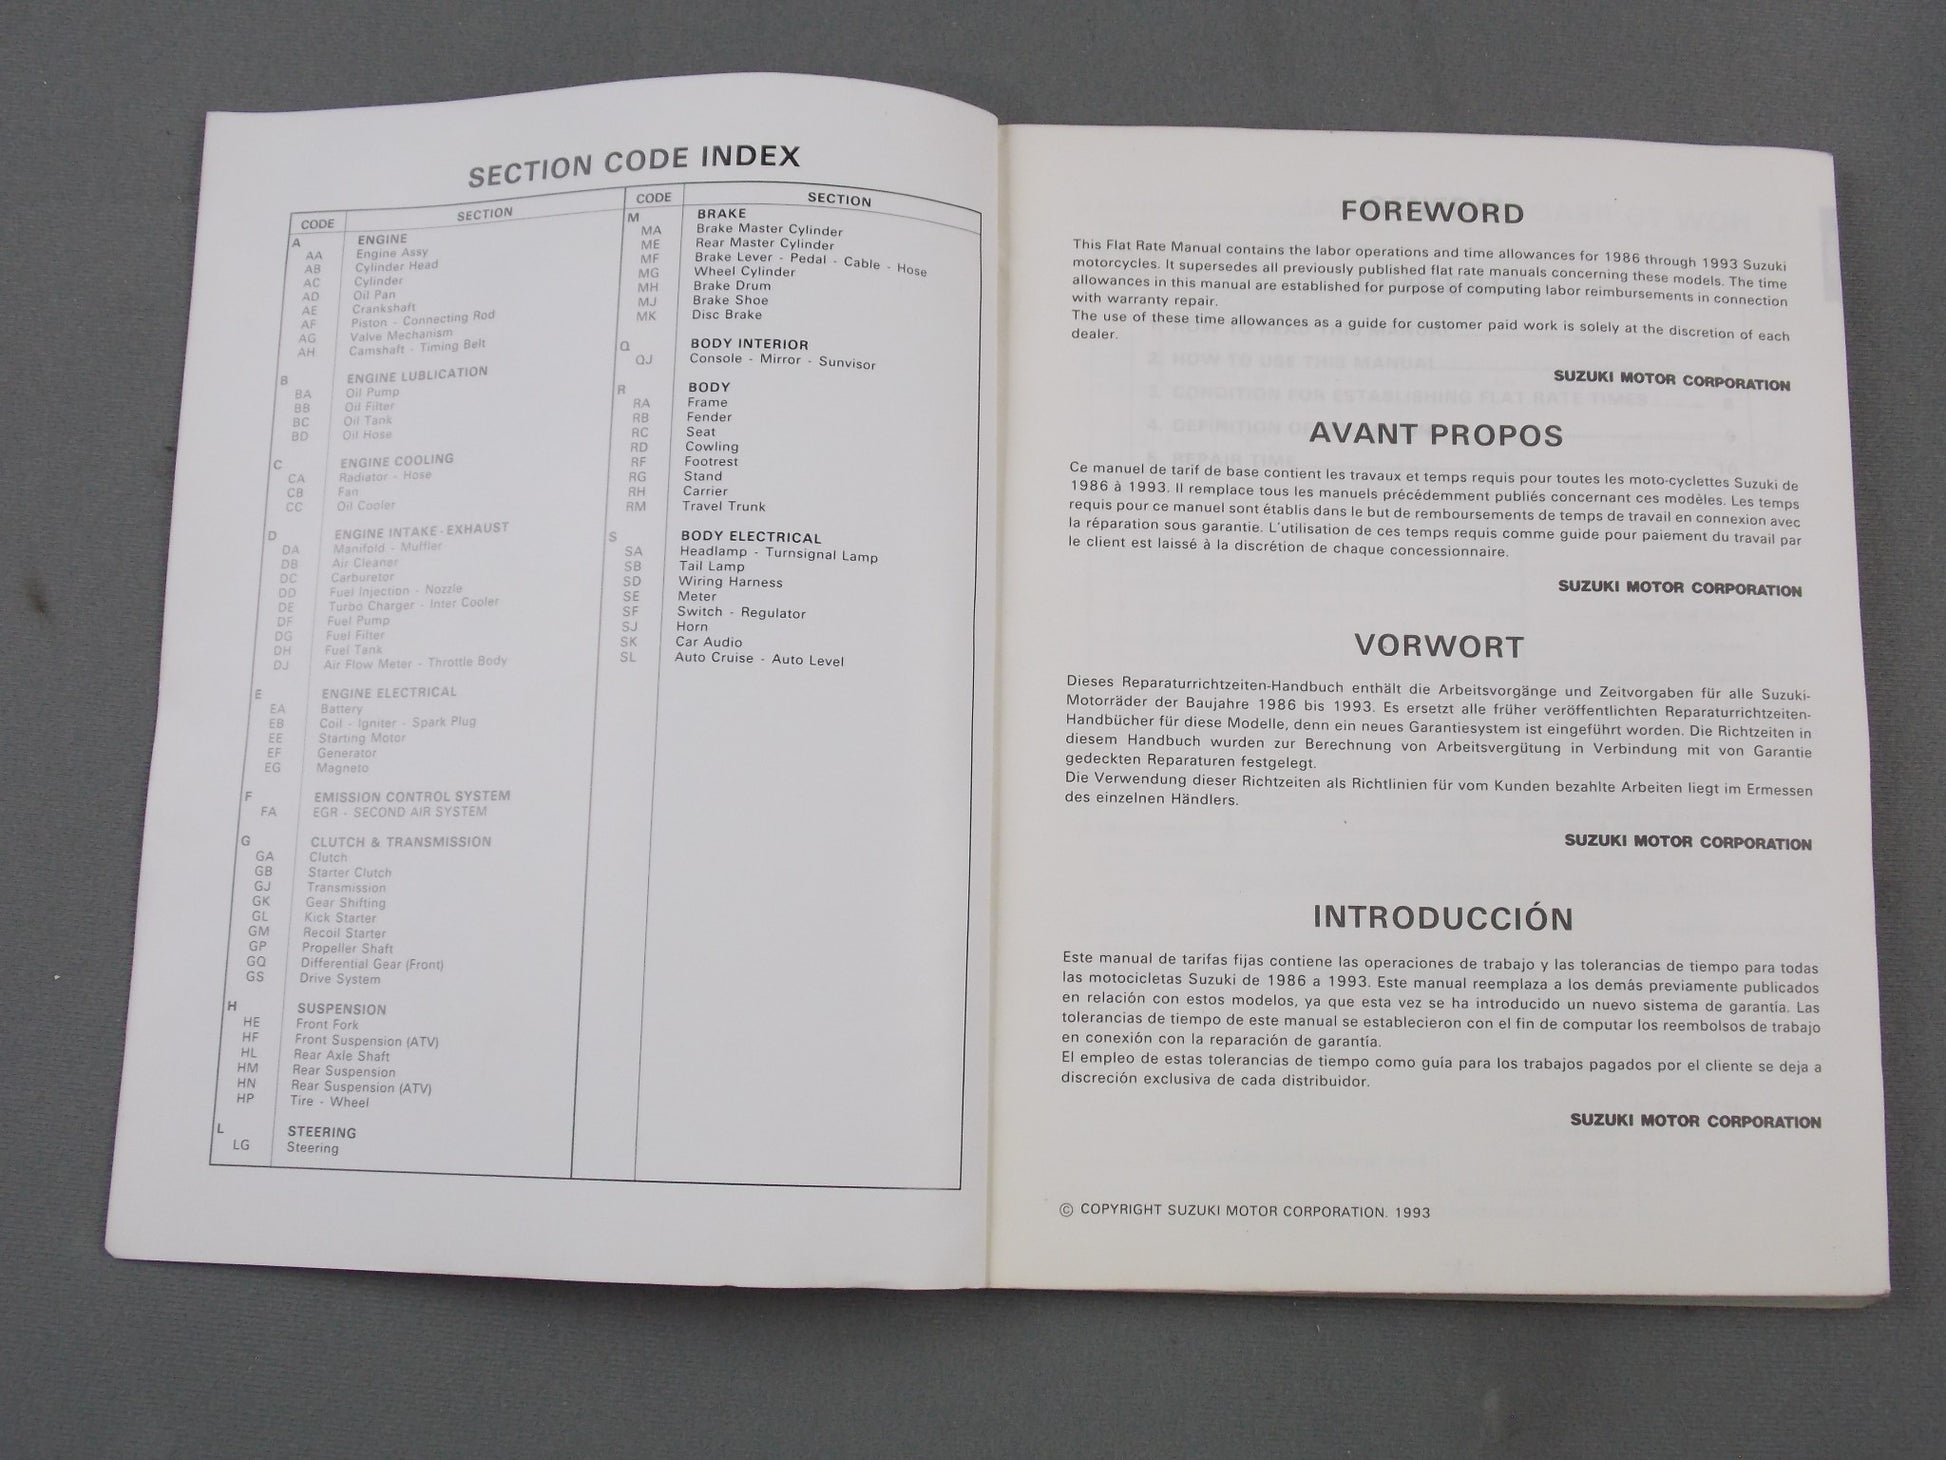 SECTION CODE INDEX
CODE SECTION
A ENGINE
AA Engine Assy
AB Cylinder Head
AC Cylinder
AD Oil Pan
AE Crankshaft
AF Piston - Connecting Rod
AG Valve Mechanism
AH Camshaft - Timing Belt
B ENGINE LUBLICATION
BA Oil Pump
BB Oil Filter
BC Oil Tank
BD Oil Hose
C ENGINE COOLING
CA Radiator - Hose
CB Fan
CC Oil Cooler
D ENGINE INTAKE-EXHAUST
DA Manifold - Muffler
DB Air Cleaner
DC Carburetor
DD Fuel Injection - Nozzle
DE Turbo Charger - Inter Cooler
DF Fuel Pump
DG Fuel Filter
DH Fuel Tank
DJ Air Flow Meter - Throttle Body
E ENGINE ELECTRICAL
EA Battery
EB Coil - Igniter - Spark Plug
EE Starting Motor
EF Generator
EG Magneto
F EMISSION CONTROL SYSTEM
FA EGR - SECOND AIR SYSTEM
G CLUTCH & TRANSMISSION
GA Clutch
GB Starter Clutch
GJ Transmission
GK Gear Shifting
GL Kick Starter
GM Recoil Starter
GP Propeller Shaft
GQ Differential Gear (Front)
GS Drive System
H SUSPENSION
HE Front Fork
HF Front Suspension (ATV)
HL Rear Axle Shaft
HM Rear Suspension
HN Rear Suspension (ATV)
HP Tire - Wheel
L STEERING
LG Steering
CODE SECTION
M BRAKE
MA Brake Master Cylinder
ME Rear Master Cylinder
MF Brake Lever - Pedal - Cable - Hose
MG Wheel Cylinder
MH Brake Drum
MJ Brake Shoe
MK Disc Brake
Q BODY INTERIOR
QJ Console - Mirror - Sunvisor
R BODY
RA Frame
RB Fender
RC Seat
RD Cowling
RF Footrest
RG Stand
RH Carrier
RM Travel Trunk
S BODY ELECTRICAL
SA Headlamp - Turnsignal Lamp
SB Tail Lamp
SD Wiring Harness
SE Meter
SF Switch - Regulator
SJ Horn
SK Car Audio
SL Auto Cruise - Auto Level
FOREWORD
This Flat Rate Manual contains the labor operations and time allowances for 1986 through 1993 Suzuki
motorcycles. It supersedes all previously published flat rate manuals concerning these models. The time
allowances in this manual are established for purpose of computing labor reimbursements in connection
with warranty repair.
The use of these time allowances as a guide for customer paid work is solely at the discretion of each
dealer.
SUZUKI MOTOR CORPORATION
AVANT PROPOS
Ce manuel de tarif de base contient les travaux et temps requis pour toutes les moto-cyclettes Suzuki de
1986 à 1993. Il remplace tous les manuels précédemment publiés concernant ces modèles. Les temps
requis pour ce manuel sont établis dans le but de remboursements de temps de travail en connexion avec
la réparation sous garantie. L'utilisation de ces temps requis comme guide pour paiement du travail par
le client est laissé à la discrétion de chaque concessionnaire.
SUZUKI MOTOR CORPORATION
VORWORT
Dieses Reparaturrichtzeiten-Handbuch enthält die Arbeitsvorgänge und Zeitvorgaben für alle Suzuki-
Motorräder der Baujahre 1986 bis 1993. Es ersetzt alle früher veröffentlichten Reparaturrichtzeiten-
Handbücher für diese Modelle, denn ein neues Garantiesystem ist eingeführt worden. Die Richtzeiten in
diesem Handbuch wurden zur Berechnung von Arbeitsvergütung in Verbindung mit von Garantie
gedeckten Reparaturen festgelegt.
Die Verwendung dieser Richtzeiten als Richtlinien für vom Kunden bezahlte Arbeiten liegt im Ermessen
des einzelnen Händlers.
SUZUKI MOTOR CORPORATION
INTRODUCCIÓN
Este manual de tarifas fijas contiene las operaciones de trabajo y las tolerancias de tiempo para todas
las motocicletas Suzuki de 1986 a 1993. Este manual reemplaza a los demás previamente publicados
en relación con estos modelos, ya que esta vez se ha introducido un nuevo sistema de garantía. Las
tolerancias de tiempo de este manual se establecieron con el fin de computar los reembolsos de trabajo
en conexión con la reparación de garantía.
El empleo de estas tolerancias de tiempo como guía para los trabajos pagados por el cliente se deja a
discreción exclusiva de cada distribuidor.
SUZUKI MOTOR CORPORATION
© COPYRIGHT SUZUKI MOTOR CORPORATION. 1993